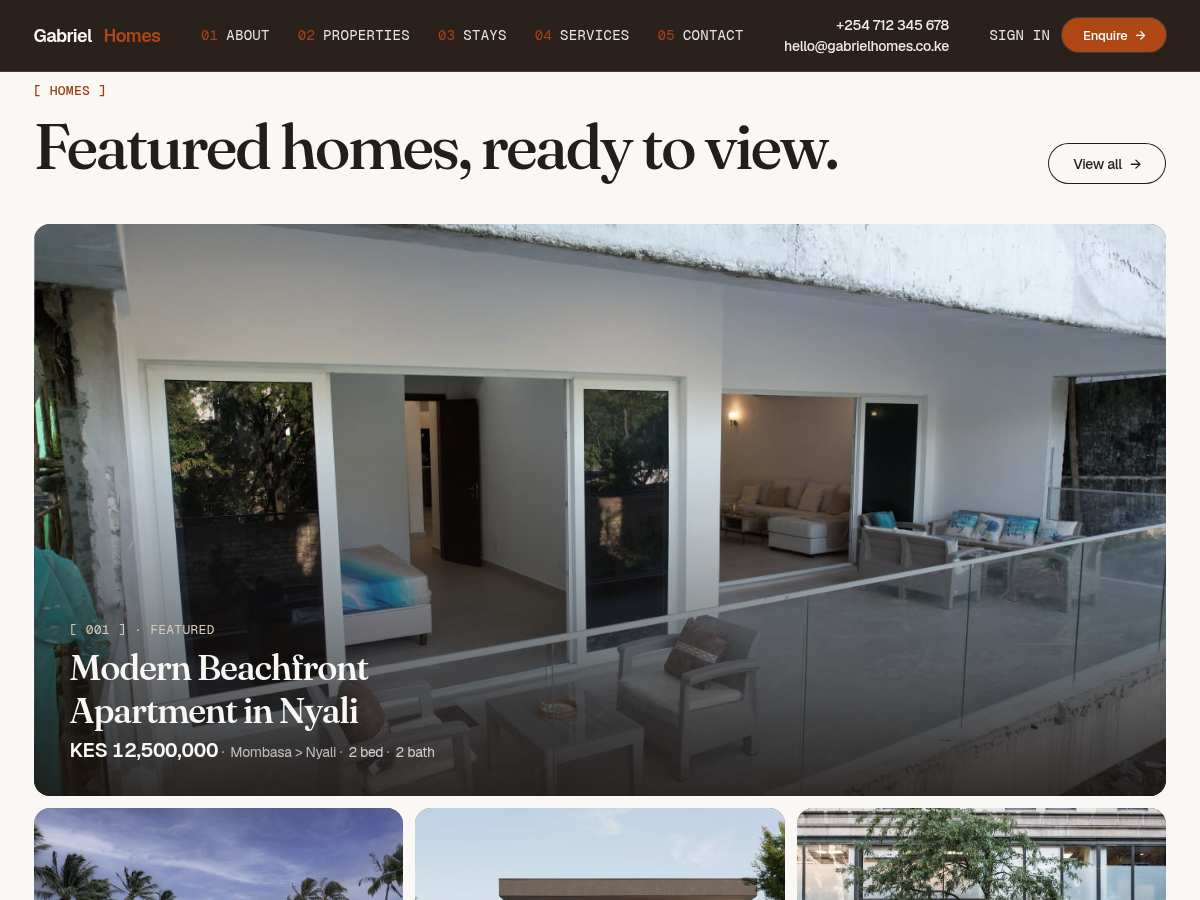 Gabriel Homes
01 ABOUT
02 PROPERTIES
03 STAYS
04 SERVICES
05 CONTACT
+254 712 345 678
hello@gabrielhomes.co.ke
SIGN IN
Enquire →
[ HOMES ]
Featured homes, ready to view.
View all →
[ 001 ] · FEATURED
Modern Beachfront
Apartment in Nyali
KES 12,500,000 · Mombasa > Nyali · 2 bed · 2 bath